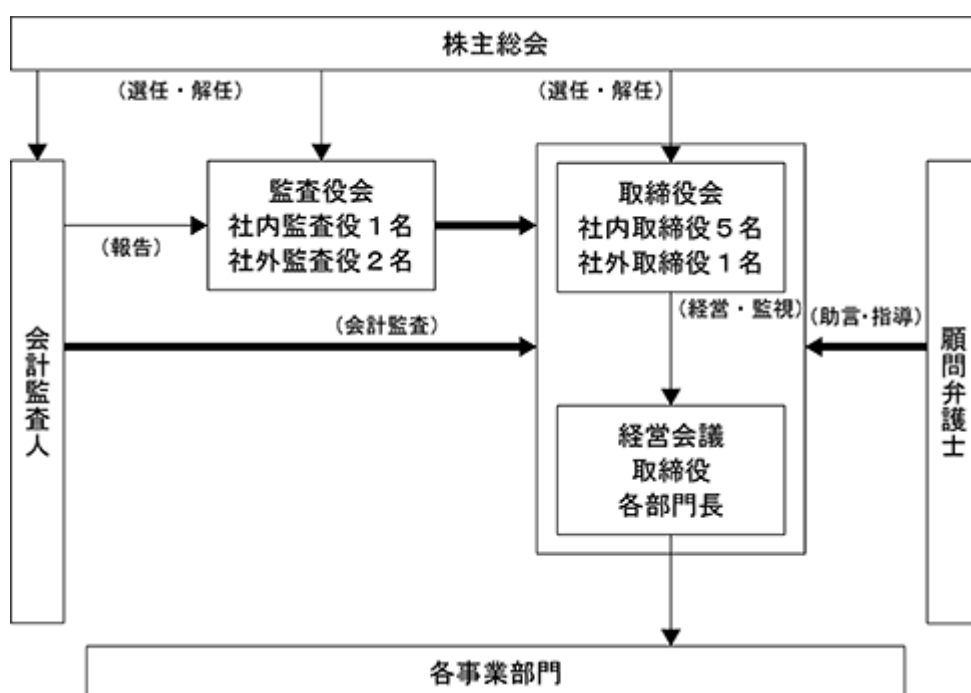 株主総会
（選任・解任）
（選任・解任）
監査役会
社内監査役１名
社外監査役２名
取締役会
社内取締役５名
社外取締役１名
（報告）
（経営・監視）
（会計監査）
（助言・指導）
会計監査人
顧問弁護士
経営会議
取締役
各部門長
各事業部門